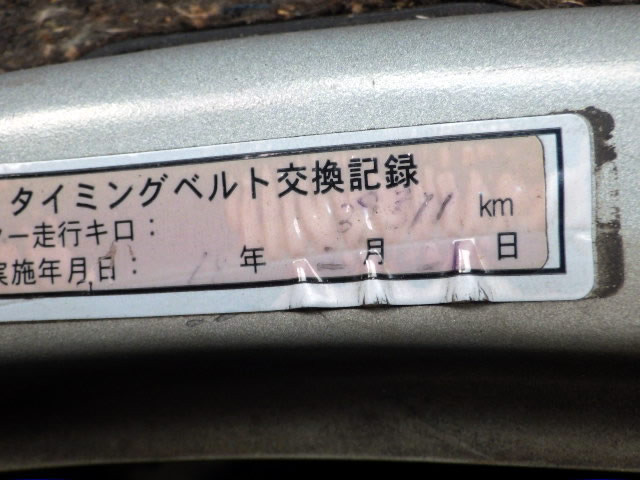 タイミングベルト交換記録
ー走行キロ： km
実施年月日： 年 月 日